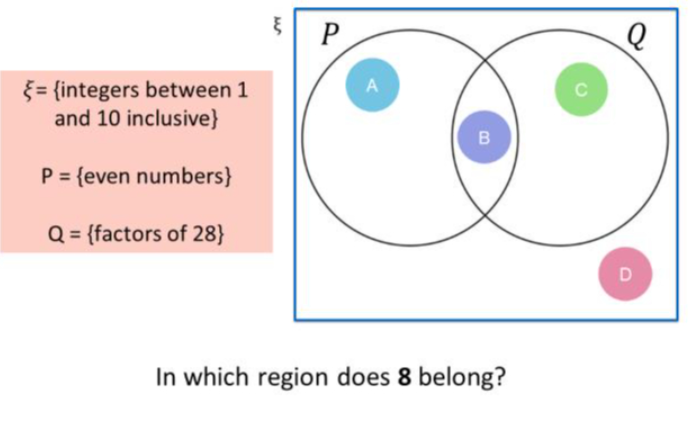 ξ
P
Q
ξ= {integers between 1
and 10 inclusive}
P = {even numbers}
Q = {factors of 28}
A
B
C
D
In which region does 8 belong?